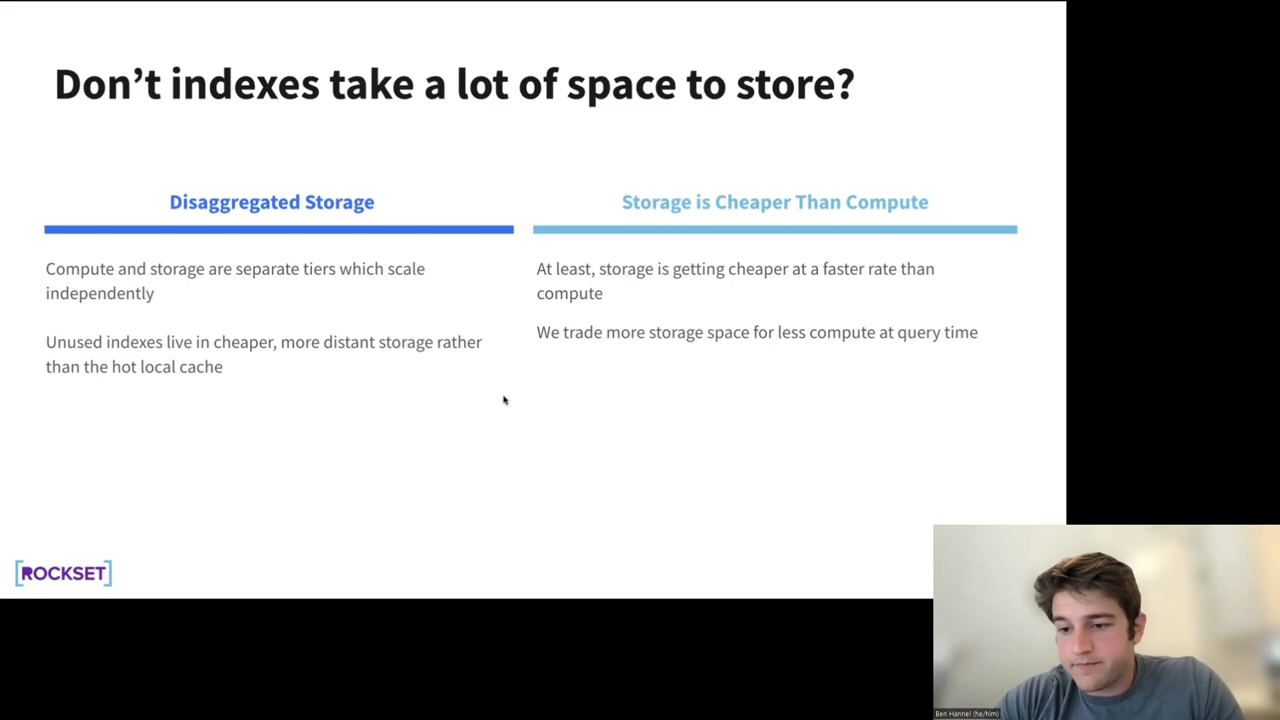 Don't indexes take a lot of space to store?
Disaggregated Storage
Compute and storage are separate tiers which scale
independently
Unused indexes live in cheaper, more distant storage rather
than the hot local cache
Storage is Cheaper Than Compute
At least, storage is getting cheaper at a faster rate than
compute
We trade more storage space for less compute at query time
[ROCKSET]
Ben Hannel (he/him)